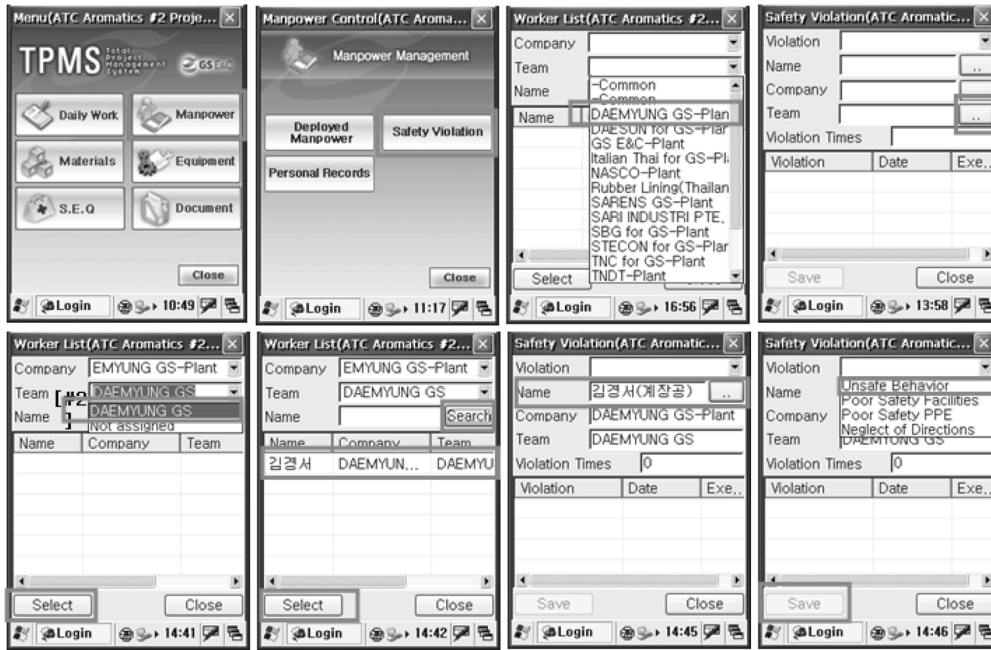 Menu(ATC Aromatics #2 Proje...
TPMS Total Project Management System GS E&C
Daily Work
Manpower
Materials
Equipment
S.E.Q
Document
Close
Login 10:49
Manpower Control(ATC Aroma...
Manpower Management
Deployed Manpower
Safety Violation
Personal Records
Close
Login 11:17
Worker List(ATC Aromatics #2...
Company
Team
Name
-Common
-Common
Name
DAEMYUNG GS-Plan
DAESUN for GS-Plar
GS E&C-Plant
Italian Thai for GS-Pl
NASCO-Plant
Rubber Lining(Thailan
SARENS GS-Plant
SARI INDUSTRI PTE,
SBG for GS-Plant
STECON for GS-Plar
TNC for GS-Plant
TNDT-Plant
Select
Login 16:56
Safety Violation(ATC Aromatic...
Violation
Name ..
Company
Team ..
Violation Times
Violation Date Exe..
Save Close
Login 13:58
Worker List(ATC Aromatics #2...
Company EMYUNG GS-Plant
Team DAEMYUNG GS
[#2]
Name DAEMYUNG GS
Not assigned
Name Company Team
Select Close
Login 14:41
Worker List(ATC Aromatics #2...
Company EMYUNG GS-Plant
Team DAEMYUNG GS
Name Search
Name Company Team
김경서 DAEMYUN... DAEMYU
Select Close
Login 14:42
Safety Violation(ATC Aromatic...
Violation
Name 김경서(계장공) ..
Company DAEMYUNG GS-Plant
Team DAEMYUNG GS
Violation Times 0
Violation Date Exe..
Save Close
Login 14:45
Safety Violation(ATC Aromatic...
Violation
Name Unsafe Behavior
Poor Safety Facilities
Company Poor Safety PPE
Neglect of Directions
Team DAEMYUNG GS
Violation Times 0
Violation Date Exe..
Save Close
Login 14:46